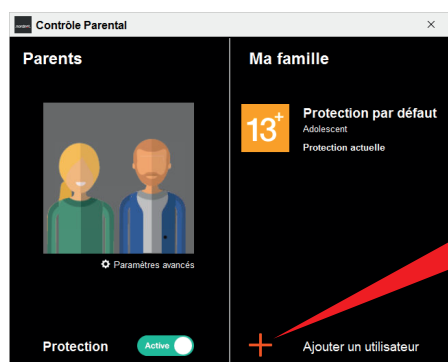 Contrôle Parental
Parents
Paramètres avancés
Protection
Active
Ma famille
13+
Protection par défaut
Adolescent
Protection actuelle
Ajouter un utilisateur